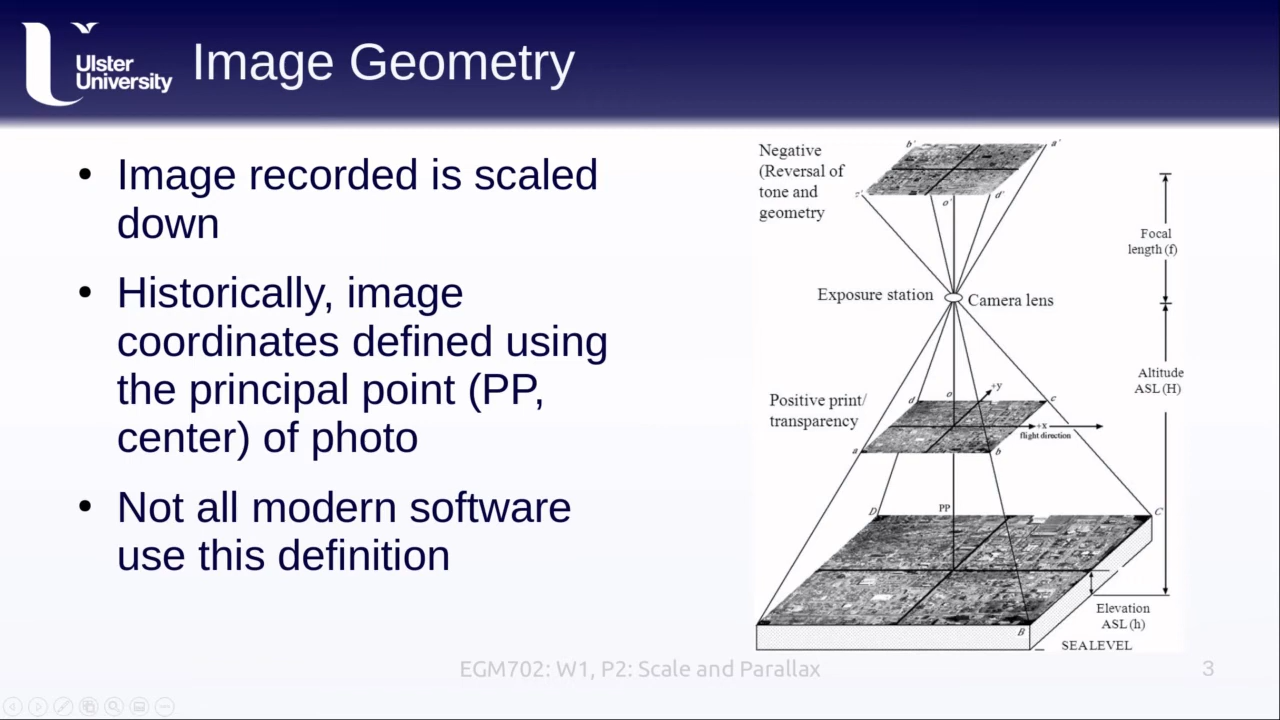 Ulster
University
Image Geometry
• Image recorded is scaled
down
• Historically, image
coordinates defined using
the principal point (PP,
center) of photo
• Not all modern software
use this definition
Negative
(Reversal of
tone and
geometry
b'
a'
d'
o'
Focal
length (f)
Exposure station
Camera lens
Altitude
ASL (H)
Positive print/
transparency
d
o
+y
c
+x
flight direction
a
b
D
PP
C
B
Elevation
ASL (h)
SEALEVEL
EGM702: W1, P2: Scale and Parallax
3